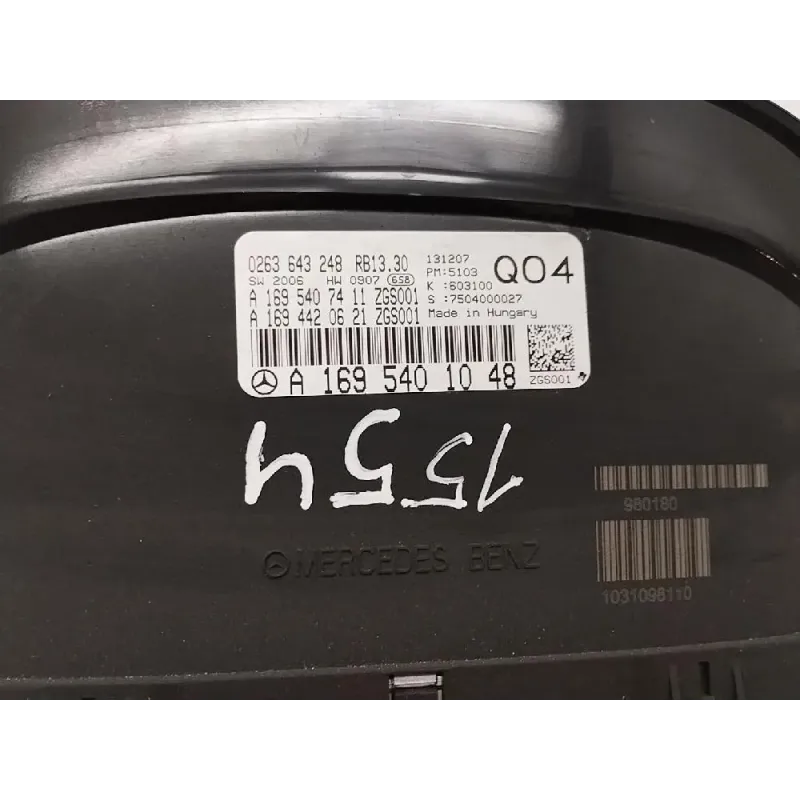 0263 643 248 RB13.30
SW 2006 HW 0907 658
A 169 540 74 11 ZGS001
A 169 442 06 21 ZGS001
131207
PM:5103
K :603100
S :7504000027
Made in Hungary
Q04
A 169 540 10 48
ZGS001
1554
980180
MERCEDES BENZ
1031096110